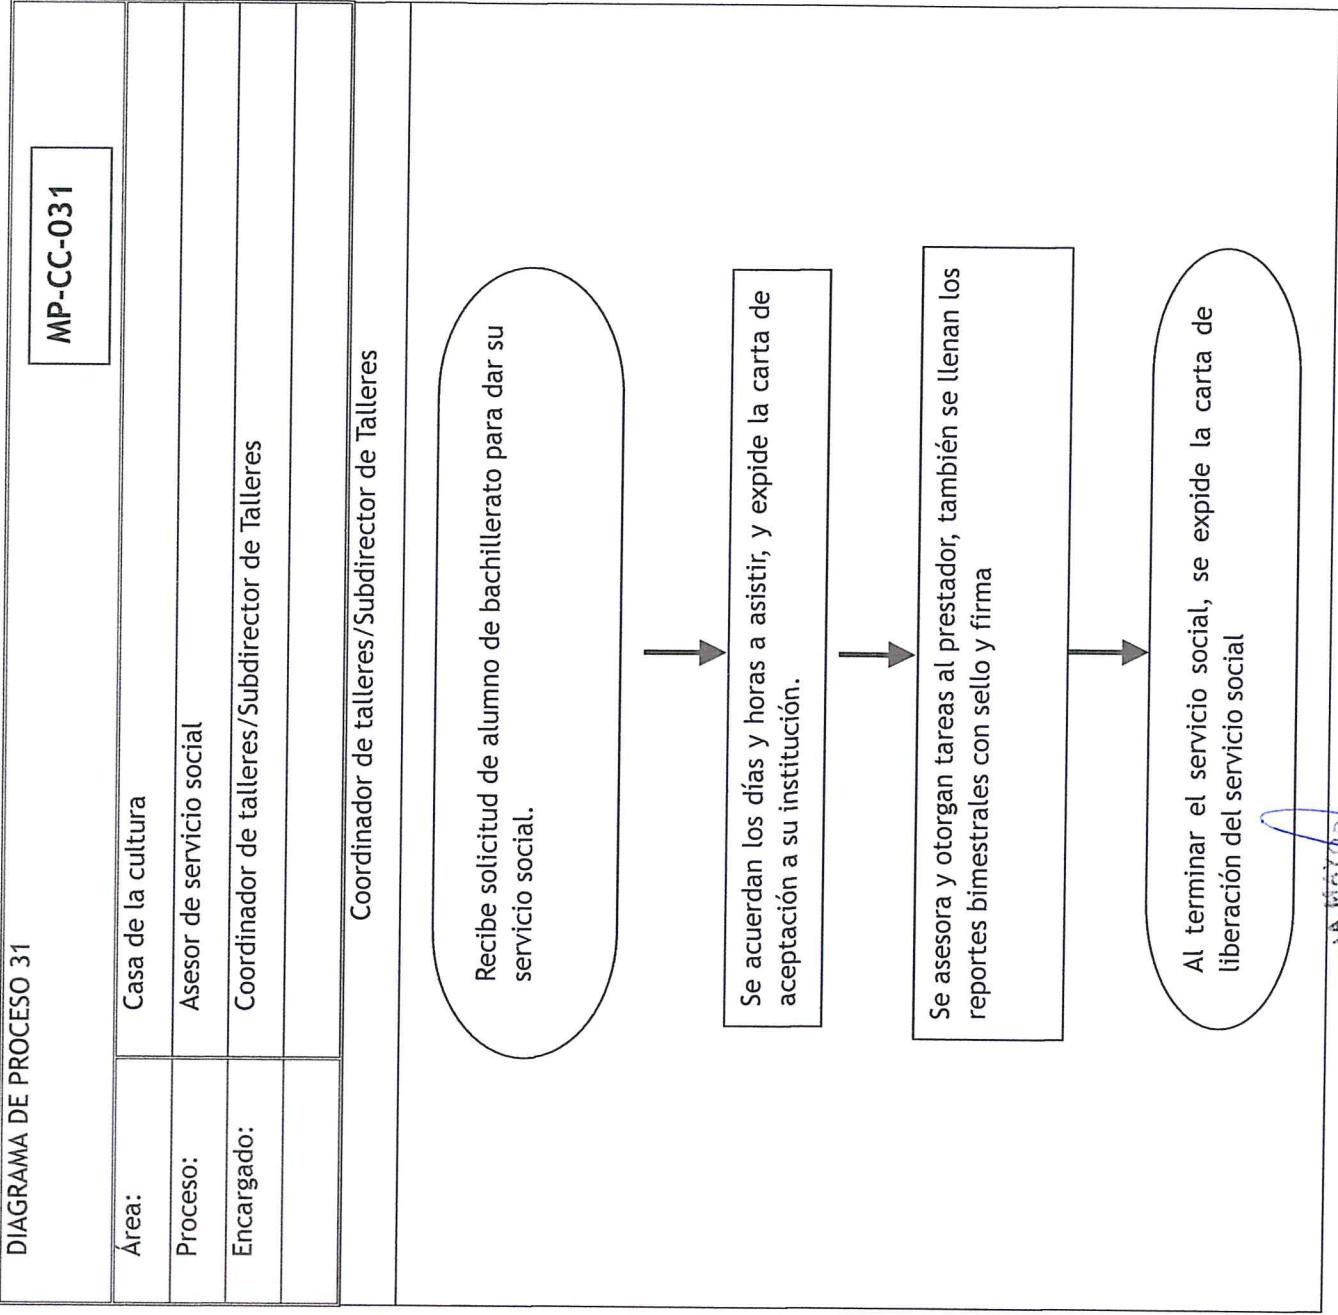 DIAGRAMA DE PROCESO 31
MP-CC-031
Área:
Casa de la cultura
Proceso:
Asesor de servicio social
Encargado:
Coordinador de talleres/Subdirector de Talleres
Coordinador de talleres/Subdirector de Talleres
Recibe solicitud de alumno de bachillerato para dar su
servicio social.
Se acuerdan los días y horas a asistir, y expide la carta de
aceptación a su institución.
Se asesora y otorgan tareas al prestador, también se llenan los
reportes bimestrales con sello y firma
Al terminar el servicio social, se expide la carta de
liberación del servicio social